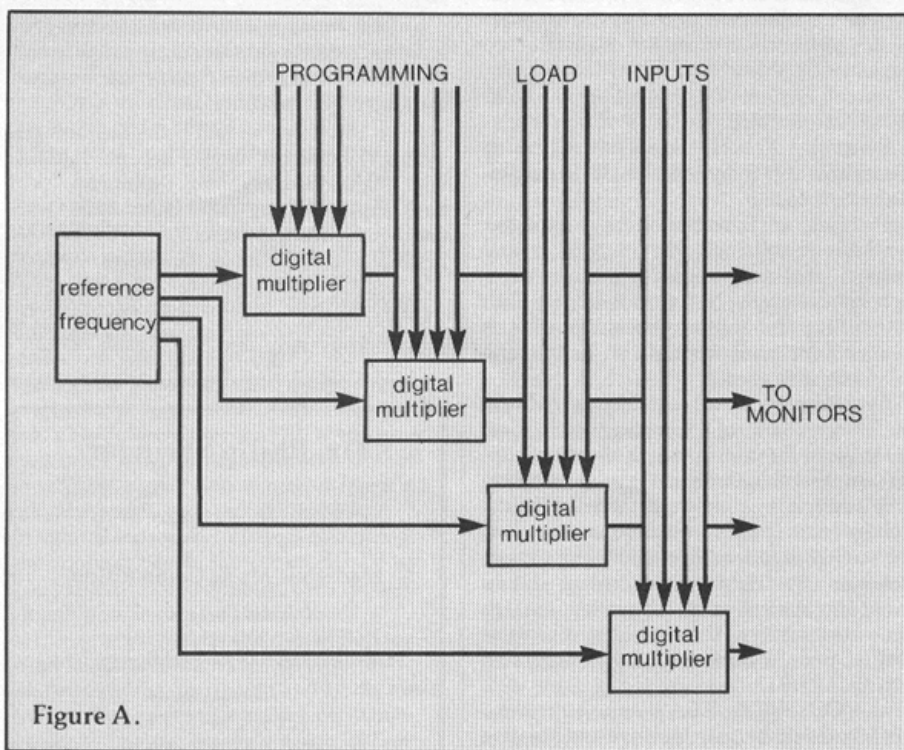 PROGRAMMING LOAD INPUTS
digital
multiplier
reference
frequency
digital
multiplier
TO
MONITORS
digital
multiplier
digital
multiplier
Figure A.